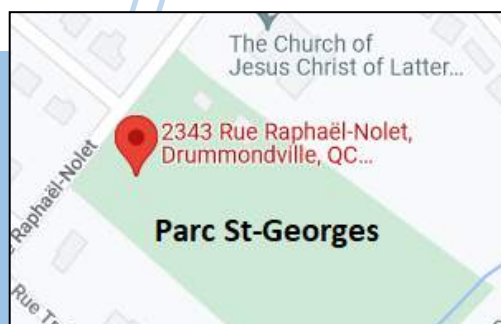 The Church of
Jesus Christ of Latter...
2343 Rue Raphaël-Nolet,
Drummondville, QC...
Raphaël-Nolet
Parc St-Georges
Rue